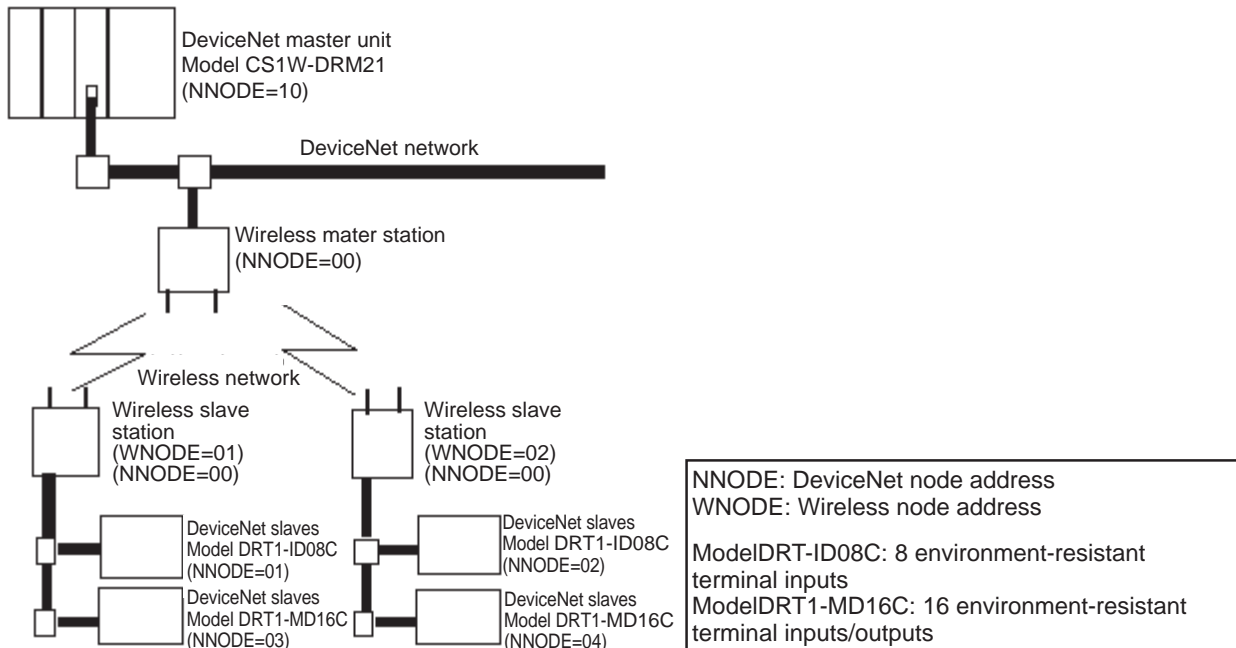 DeviceNet master unit
Model CS1W-DRM21
(NNODE=10)
DeviceNet network
Wireless mater station
(NNODE=00)
Wireless network
Wireless slave
station
(WNODE=01)
(NNODE=00)
Wireless slave
station
(WNODE=02)
(NNODE=00)
DeviceNet slaves
Model DRT1-ID08C
(NNODE=01)
DeviceNet slaves
Model DRT1-MD16C
(NNODE=03)
DeviceNet slaves
Model DRT1-ID08C
(NNODE=02)
DeviceNet slaves
Model DRT1-MD16C
(NNODE=04)
NNODE: DeviceNet node address
WNODE: Wireless node address
ModelDRT-ID08C: 8 environment-resistant
terminal inputs
ModelDRT1-MD16C: 16 environment-resistant
terminal inputs/outputs